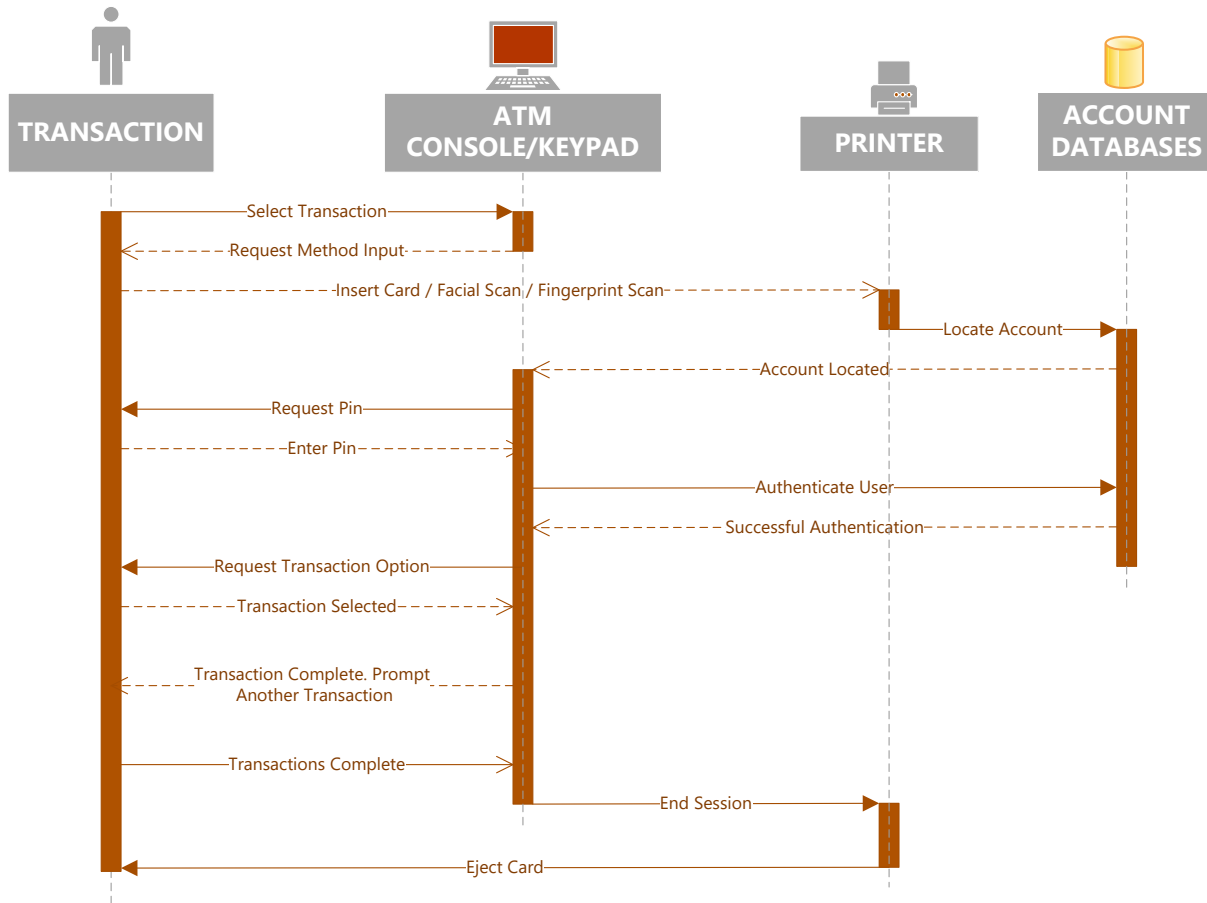 TRANSACTION
ATM
CONSOLE/KEYPAD
PRINTER
ACCOUNT
DATABASES
Select Transaction
Request Method Input
Insert Card / Facial Scan / Fingerprint Scan
Locate Account
Account Located
Request Pin
Enter Pin
Authenticate User
Successful Authentication
Request Transaction Option
Transaction Selected
Transaction Complete. Prompt
Another Transaction
Transactions Complete
End Session
Eject Card